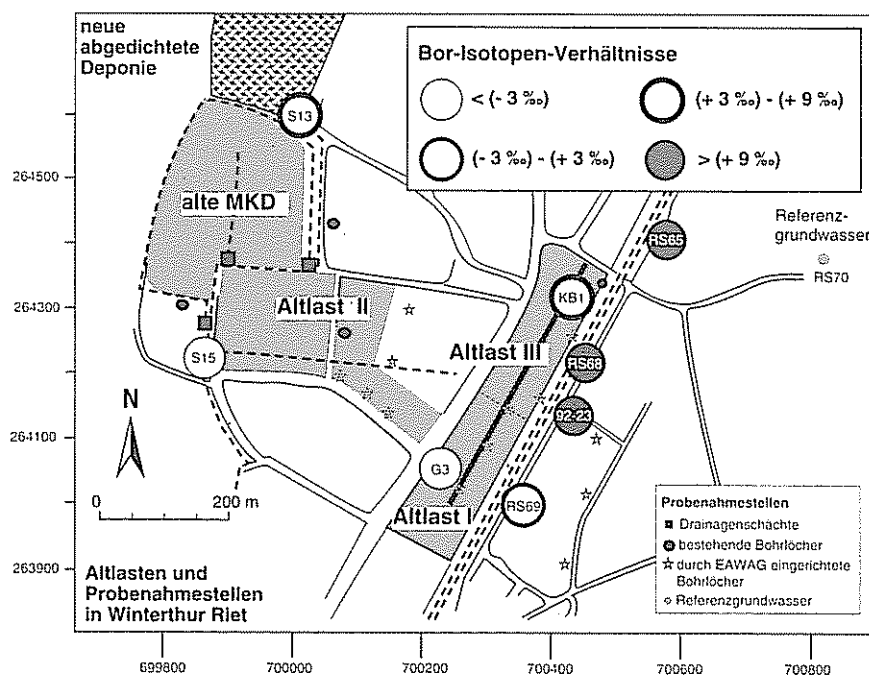 neue
abgedichtete
Deponie
Bor-Isotopen-Verhältnisse
< (- 3 ‰)
(+ 3 ‰) - (+ 9 ‰)
(- 3 ‰) - (+ 3 ‰)
> (+ 9 ‰)
S13
264500
alte MKD
RS65
Referenz-
grundwasser
RS70
KB1
264300
Altlast II
Altlast III
S15
RS68
N
92-23
264100
G3
0
200 m
Altlast I
RS69
Probenahmestellen
Drainagenschächte
bestehende Bohrlöcher
durch EAWAG eingerichtete
Bohrlöcher
Referenzgrundwasser
263900
Altlasten und
Probenahmestellen
in Winterthur Riet
699800
700000
700200
700400
700600
700800